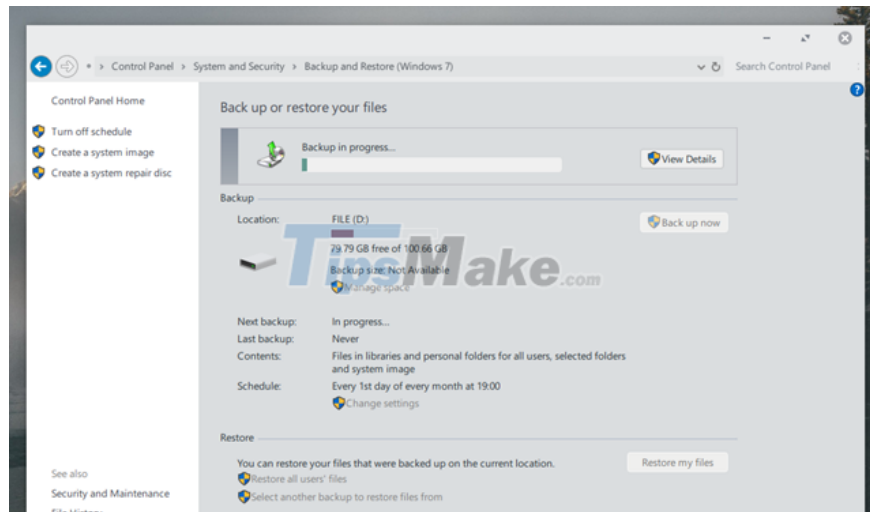 Control Panel > System and Security > Backup and Restore (Windows 7)
Search Control Panel
Control Panel Home
Turn off schedule
Create a system image
Create a system repair disc
See also
Security and Maintenance
File History
Back up or restore your files
Backup in progress...
View Details
Backup
Location:
FILE (D:)
Back up now
79.79 GB free of 100.66 GB
Backup size: Not Available
Manage space
TipsMake.com
Next backup:
In progress...
Last backup:
Never
Contents:
Files in libraries and personal folders for all users, selected folders
and system image
Schedule:
Every 1st day of every month at 19:00
Change settings
Restore
You can restore your files that were backed up on the current location.
Restore my files
Restore all users' files
Select another backup to restore files from